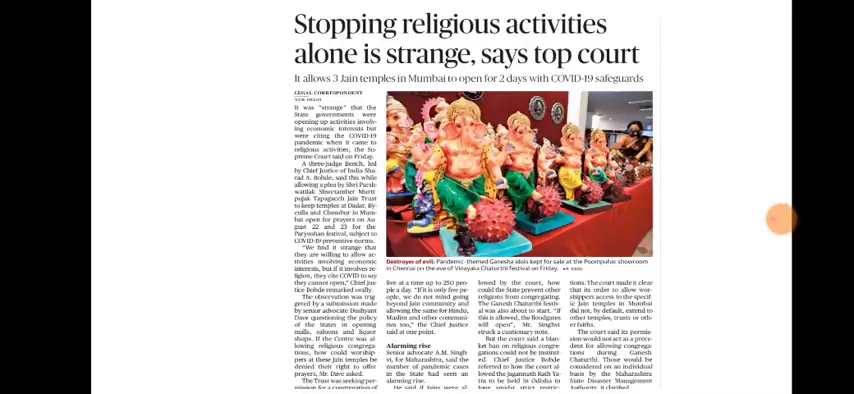 Stopping religious activities
alone is strange, says top court
It allows 3 Jain temples in Mumbai to open for 2 days with COVID-19 safeguards
LEGAL CORRESPONDENT
NEW DELHI
It was "strange" that the
State governments were
opening up activities involv-
ing economic interests but
were citing the COVID-19
pandemic when it came to
religious activities, the Su-
preme Court said on Friday.
A three-judge Bench, led
by Chief Justice of India Sha-
rad A. Bobde, said this while
allowing a plea by Shri Parsh-
watilak Shwetamber Murti-
pujak Tapagacch Jain Trust
to keep temples at Dadar, By-
culla and Chembur in Mum-
bai open for prayers on Au-
gust 22 and 23 for the
Paryushan festival, subject to
COVID-19 preventive norms.
"We find it strange that
they are willing to allow ac-
tivities involving economic
interests, but if it involves re-
ligion, they cite COVID to say
they cannot open," Chief Jus-
tice Bobde remarked orally.
The observation was trig-
gered by a submission made
by senior advocate Dushyant
Dave questioning the policy
of the States in opening
malls, saloons and liquor
shops. If the Centre was al-
lowing religious congrega-
tions, how could worship-
pers at these Jain temples be
denied their right to offer
prayers, Mr. Dave asked.
The Trust was seeking per-
mission for a congregation of
Destroyer of evil: Pandemic-themed Ganesha idols kept for sale at the Poompuhar showroom
in Chennai on the eve of Vinayaka Chaturthi festival on Friday.
five at a time up to 250 peo-
ple a day. "If it is only five pe-
ople, we do not mind going
beyond Jain community and
allowing the same for Hindu,
Muslim and other communi-
ties too," the Chief Justice
said at one point.
Alarming rise
Senior advocate A.M. Singh-
vi, for Maharashtra, said the
number of pandemic cases
in the State had seen an
alarming rise.
He said if Jains were al-
lowed by the court, how
could the State prevent other
religions from congregating.
The Ganesh Chaturthi festiv-
al was also about to start. "If
this is allowed, the floodgates
will open", Mr. Singhvi
struck a cautionary note.
But the court said a blan-
ket ban on religious congre-
gations could not be institut-
ed. Chief Justice Bobde
referred to how the court al-
lowed the Jagannath Rath Ya-
tra to be held in Odisha in
June amidst strict restric-
tions. The court made it clear
that its order to allow wor-
shippers access to the specif-
ic Jain temples in Mumbai
did not, by default, extend to
other temples, trusts or oth-
er faiths.
The court said its permis-
sion would not act as a prece-
dent for allowing congrega-
tions during Ganesh
Chaturthi. Those would be
considered on an individual
basis by the Maharashtra
State Disaster Management
Authority, it clarified.